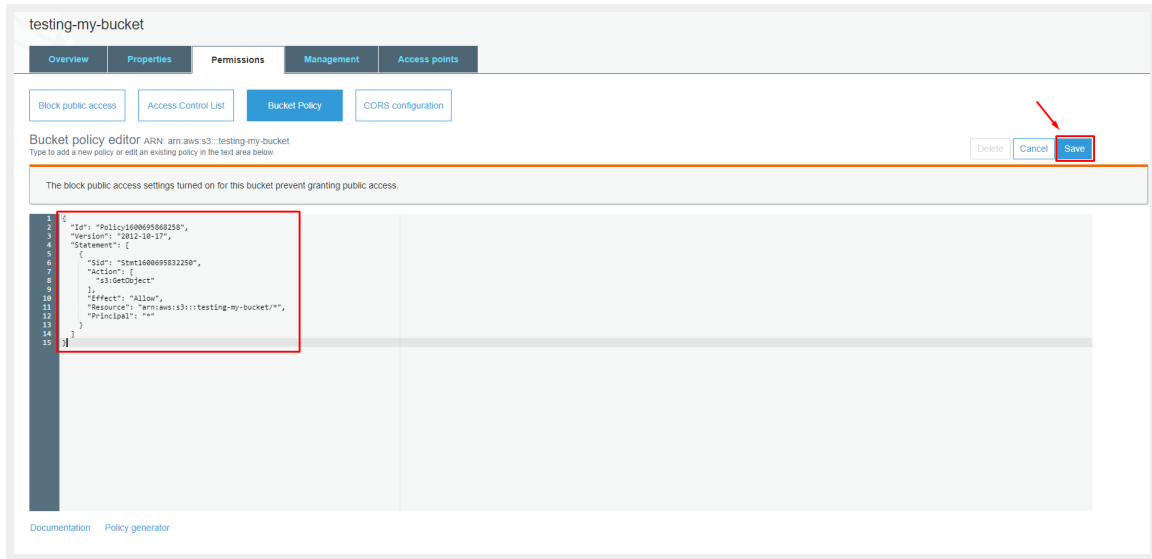 testing-my-bucket
Overview Properties Permissions Management Access points
Block public access Access Control List Bucket Policy CORS configuration
Bucket policy editor ARN: arn:aws:s3:::testing-my-bucket
Type to add a new policy or edit an existing policy in the text area below.
Delete Cancel Save
The block public access settings turned on for this bucket prevent granting public access.
1 {
2 "Id": "Policy1600695868258",
3 "Version": "2012-10-17",
4 "Statement": [
5 {
6 "Sid": "Stmt1600695832250",
7 "Action": [
8 "s3:GetObject"
9 ],
10 "Effect": "Allow",
11 "Resource": "arn:aws:s3:::testing-my-bucket/*",
12 "Principal": "*"
13 }
14 ]
15 }
Documentation Policy generator